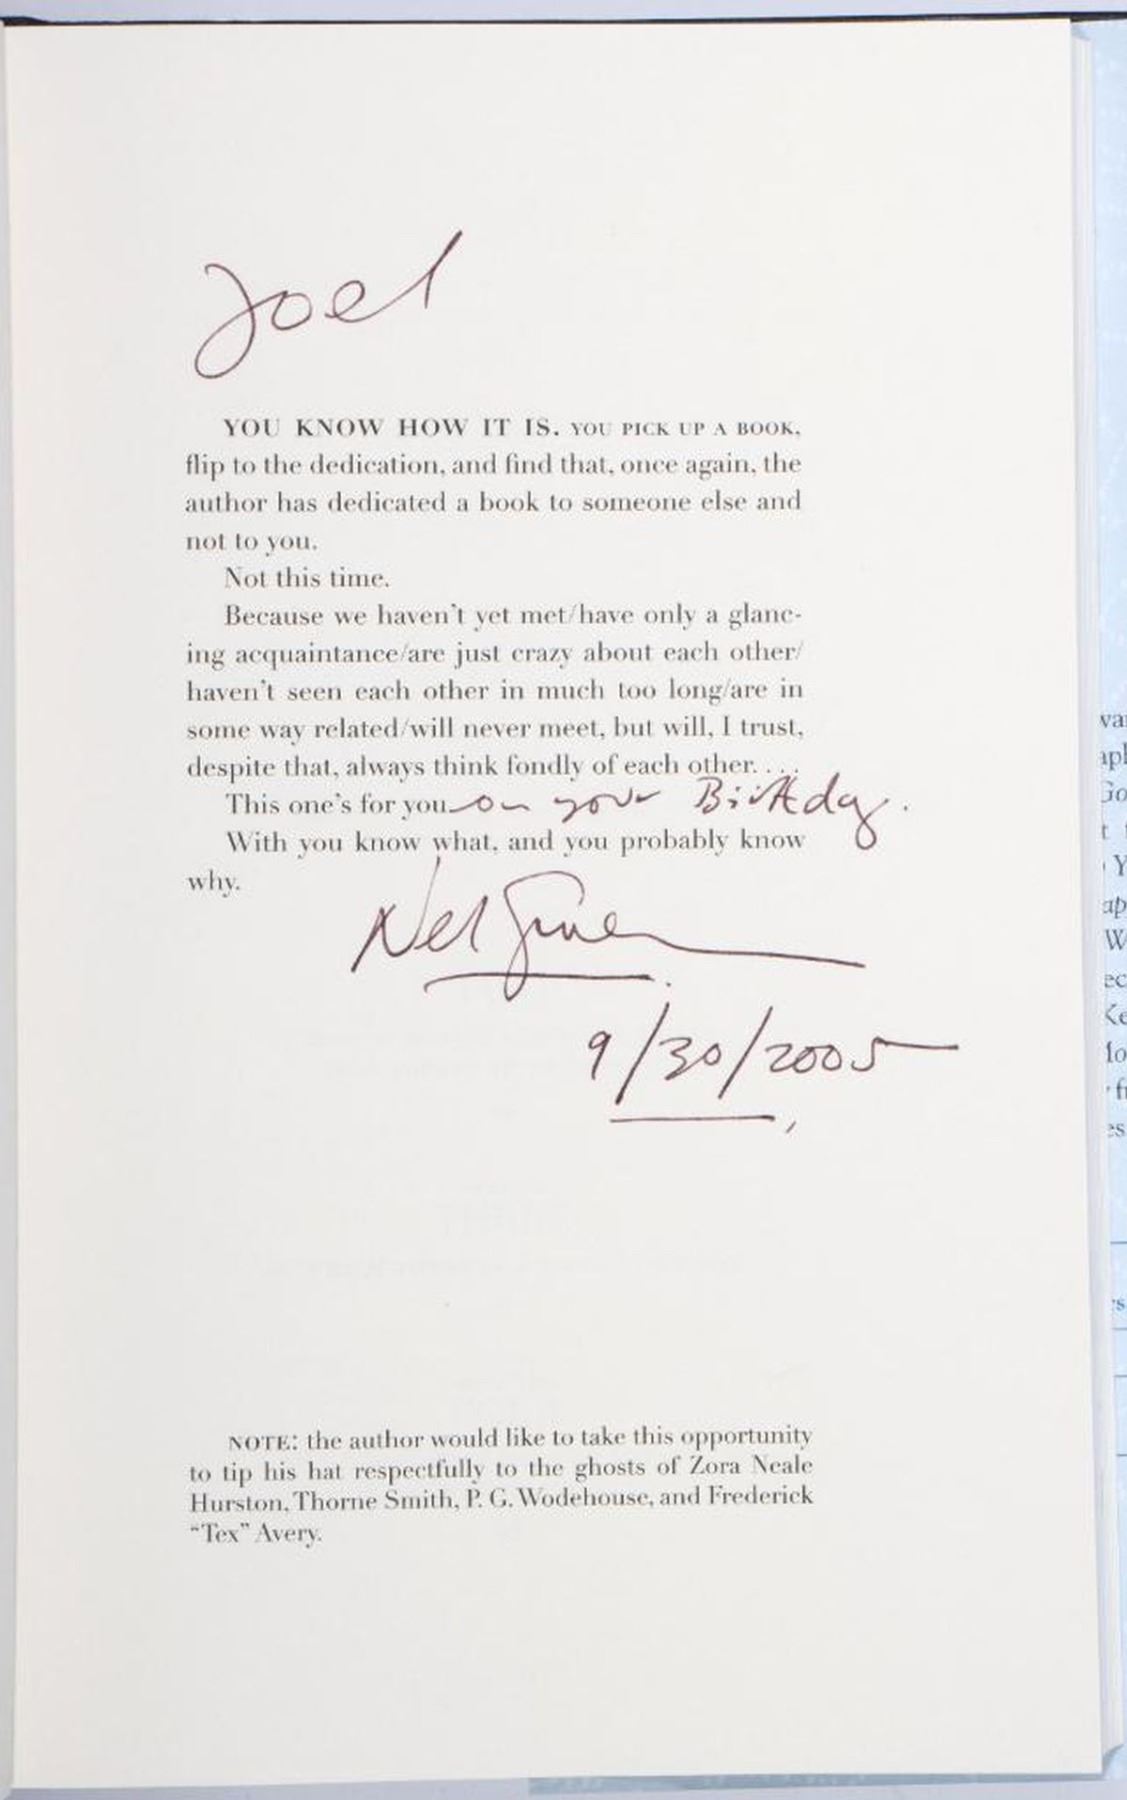 Joel
YOU KNOW HOW IT IS. YOU PICK UP A BOOK,
flip to the dedication, and find that, once again, the
author has dedicated a book to someone else and
not to you.
Not this time.
Because we haven't yet met/have only a glanc-
ing acquaintance/are just crazy about each other/
haven't seen each other in much too long/are in
some way related/will never meet, but will, I trust,
despite that, always think fondly of each other. . . .
This one's for you on your Birthday.
With you know what, and you probably know
why.
Neil Gaiman
9/30/2005
NOTE: the author would like to take this opportunity
to tip his hat respectfully to the ghosts of Zora Neale
Hurston, Thorne Smith, P. G. Wodehouse, and Frederick
"Tex" Avery.